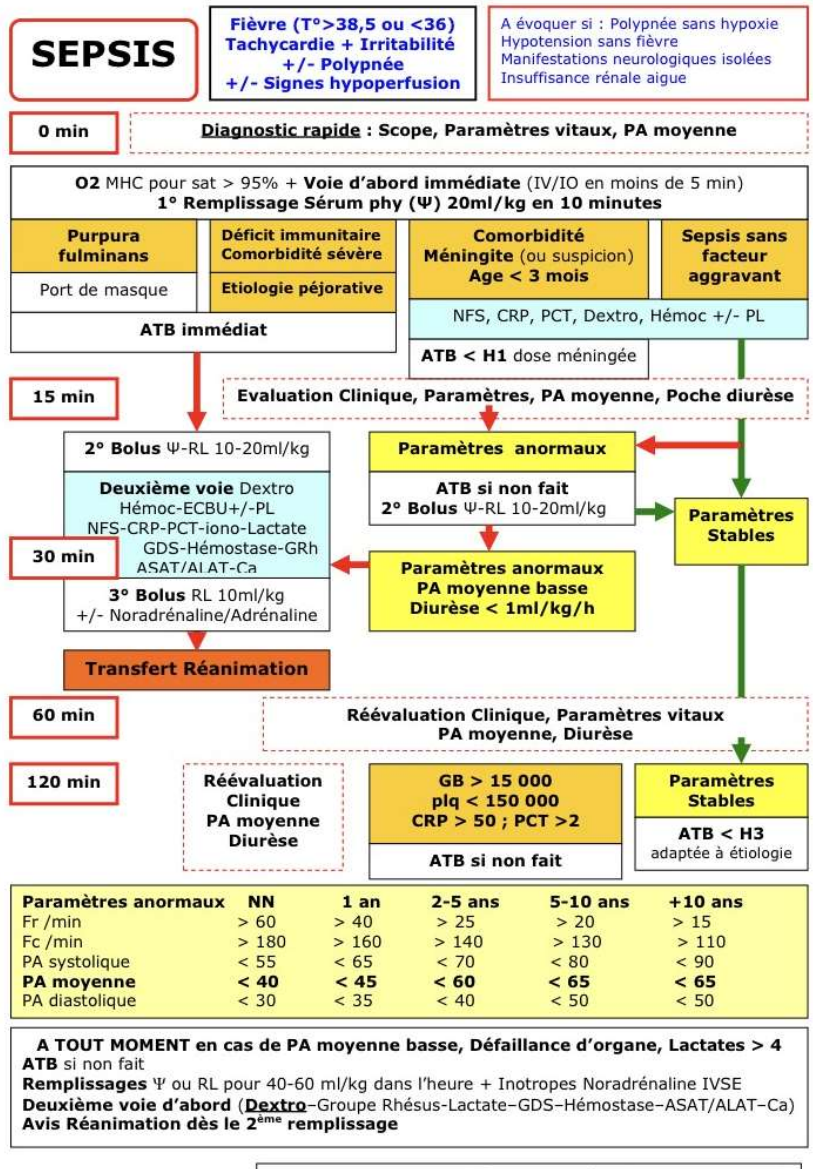 SEPSIS
Fièvre (T°>38,5 ou <36)
Tachycardie + Irritabilité
+/- Polypnée
+/- Signes hypoperfusion
A évoquer si : Polypnée sans hypoxie
Hypotension sans fièvre
Manifestations neurologiques isolées
Insuffisance rénale aigue
0 min
Diagnostic rapide : Scope, Paramètres vitaux, PA moyenne
O2 MHC pour sat > 95% + Voie d'abord immédiate (IV/IO en moins de 5 min)
1° Remplissage Sérum phy (Ψ) 20ml/kg en 10 minutes
Purpura
fulminans
Port de masque
Déficit immunitaire
Comorbidité sévère
Etiologie péjorative
ATB immédiat
Comorbidité
Méningite (ou suspicion)
Age < 3 mois
Sepsis sans
facteur
aggravant
NFS, CRP, PCT, Dextro, Hémoc +/- PL
ATB < H1 dose méningée
15 min
Evaluation Clinique, Paramètres, PA moyenne, Poche diurèse
2° Bolus Ψ-RL 10-20ml/kg
Deuxième voie Dextro
Hémoc-ECBU+/-PL
NFS-CRP-PCT-iono-Lactate
GDS-Hémostase-GRh
ASAT/ALAT-Ca
Paramètres anormaux
ATB si non fait
2° Bolus Ψ-RL 10-20ml/kg
Paramètres
Stables
30 min
3° Bolus RL 10ml/kg
+/- Noradrénaline/Adrénaline
Paramètres anormaux
PA moyenne basse
Diurèse < 1ml/kg/h
Transfert Réanimation
60 min
Réévaluation Clinique, Paramètres vitaux
PA moyenne, Diurèse
120 min
Réévaluation
Clinique
PA moyenne
Diurèse
GB > 15 000
plq < 150 000
CRP > 50 ; PCT >2
ATB si non fait
Paramètres
Stables
ATB < H3
adaptée à étiologie
Paramètres anormaux NN 1 an 2-5 ans 5-10 ans +10 ans
Fr /min > 60 > 40 > 25 > 20 > 15
Fc /min > 180 > 160 > 140 > 130 > 110
PA systolique < 55 < 65 < 70 < 80 < 90
PA moyenne < 40 < 45 < 60 < 65 < 65
PA diastolique < 30 < 35 < 40 < 50 < 50
A TOUT MOMENT en cas de PA moyenne basse, Défaillance d'organe, Lactates > 4
ATB si non fait
Remplissages Ψ ou RL pour 40-60 ml/kg dans l'heure + Inotropes Noradrénaline IVSE
Deuxième voie d'abord (Dextro–Groupe Rhésus-Lactate–GDS–Hémostase–ASAT/ALAT–Ca)
Avis Réanimation dès le 2ème remplissage